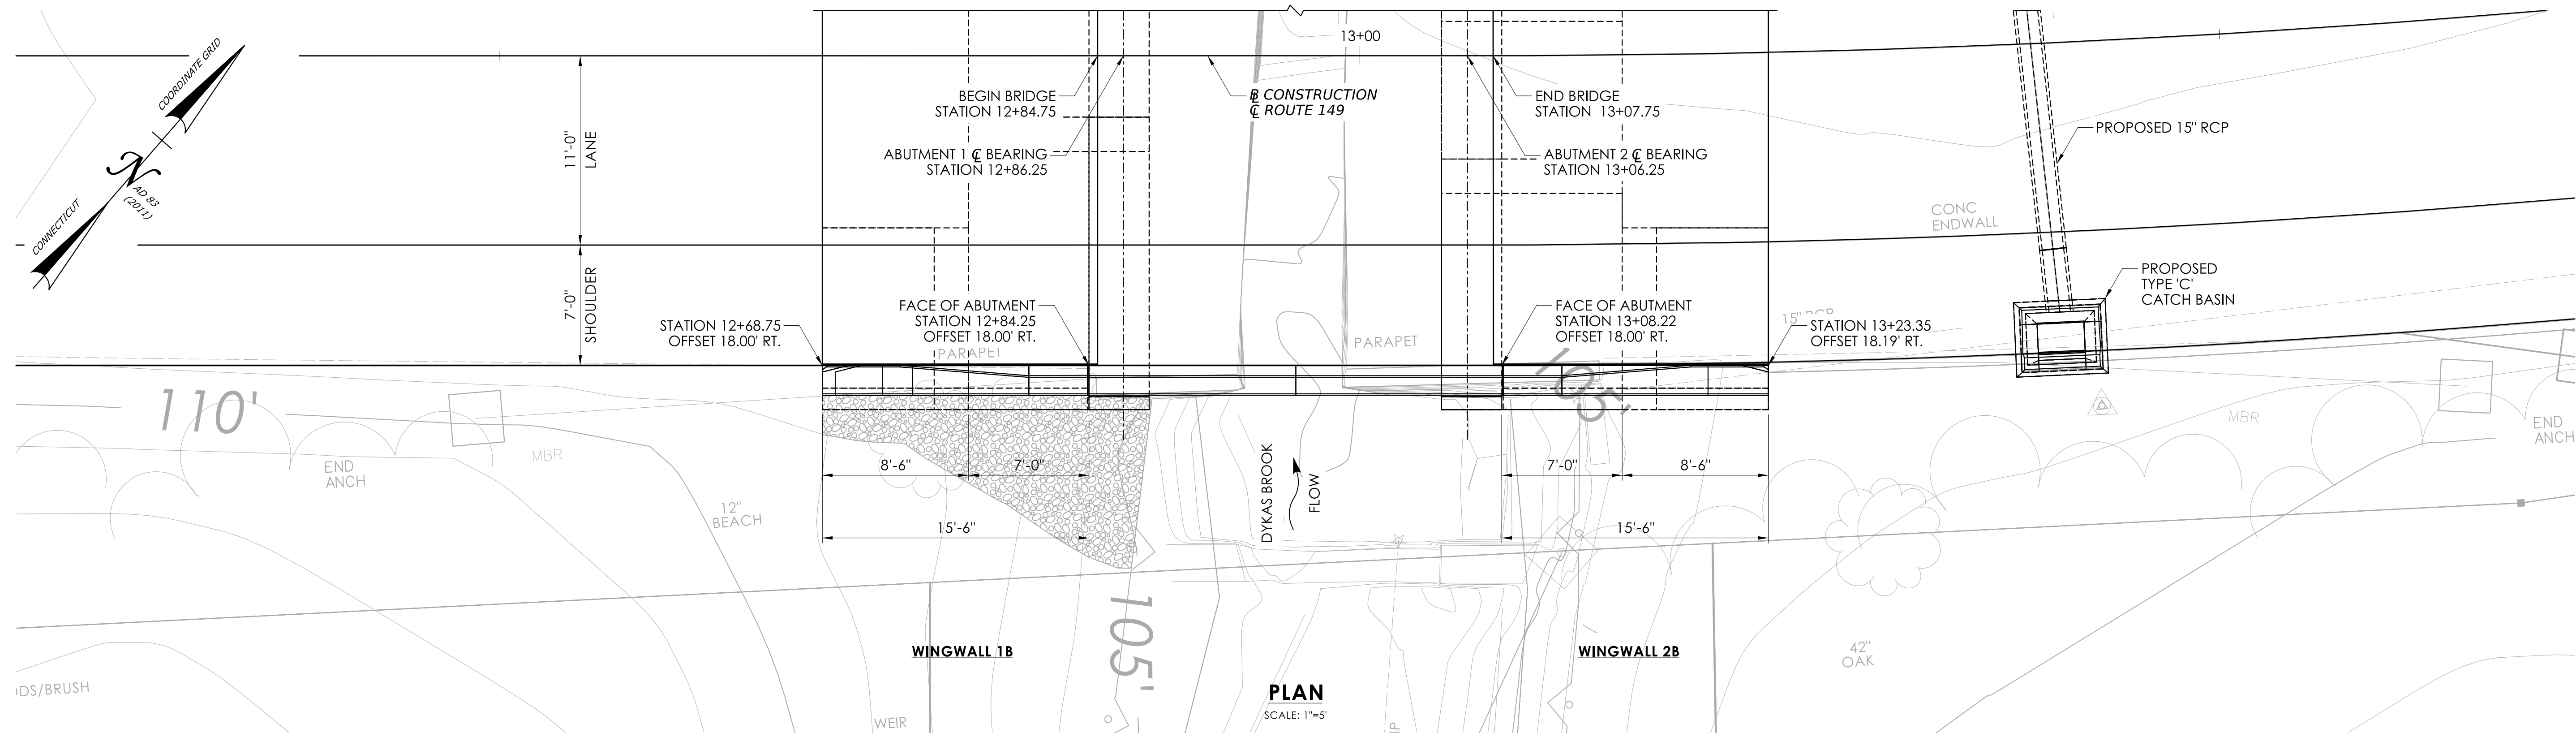 13+00
COORDINATE GRID
N
AD 83
(2011)
CONNECTICUT
11'-0"
LANE
7'-0"
SHOULDER
BEGIN BRIDGE
STATION 12+84.75
ABUTMENT 1 ℄ BEARING
STATION 12+86.25
B CONSTRUCTION
℄ ROUTE 149
END BRIDGE
STATION 13+07.75
ABUTMENT 2 ℄ BEARING
STATION 13+06.25
PROPOSED 15" RCP
CONC
ENDWALL
PROPOSED
TYPE 'C'
CATCH BASIN
STATION 12+68.75
OFFSET 18.00' RT.
FACE OF ABUTMENT
STATION 12+84.25
OFFSET 18.00' RT.
PARAPET
PARAPET
FACE OF ABUTMENT
STATION 13+08.22
OFFSET 18.00' RT.
15" RCP
STATION 13+23.35
OFFSET 18.19' RT.
110'
105'
END
ANCH
MBR
12"
BEACH
8'-6"
7'-0"
15'-6"
DYKAS BROOK
FLOW
7'-0"
8'-6"
15'-6"
MBR
END
ANCH
WINGWALL 1B
105'
WINGWALL 2B
42"
OAK
DS/BRUSH
WEIR
PLAN
SCALE: 1"=5'